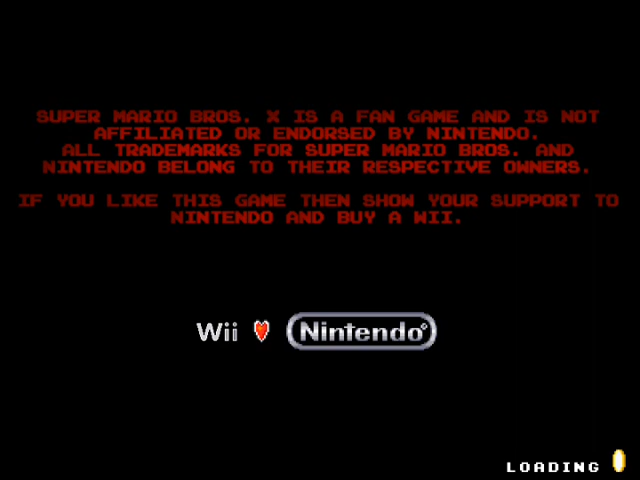 SUPER MARIO BROS. X IS A FAN GAME AND IS NOT
AFFILIATED OR ENDORSED BY NINTENDO.
ALL TRADEMARKS FOR SUPER MARIO BROS. AND
NINTENDO BELONG TO THEIR RESPECTIVE OWNERS.
IF YOU LIKE THIS GAME THEN SHOW YOUR SUPPORT TO
NINTENDO AND BUY A WII.
Wii Nintendo®
LOADING